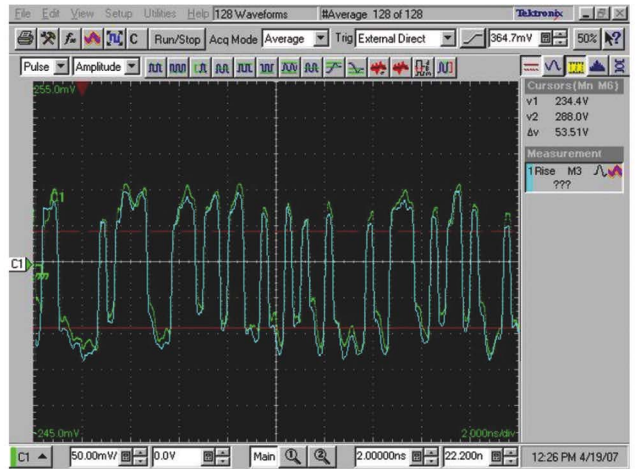 File Edit View Setup Utilities Help 128 Waveforms #Average 128 of 128 Tektronix
C Run/Stop Acq Mode Average Trig External Direct 364.7mV 50%
Pulse Amplitude
255.0mV
Cursors (Mn M6)
v1 234.4V
v2 288.0V
Δv 53.51V
Measurement
1 Rise M3
???
C1
C1
-245.0mV
2.000ns/div
C1 50.00mV/ 0.0V Main 1 2 2.00000ns 22.200n 12:26 PM 4/19/07